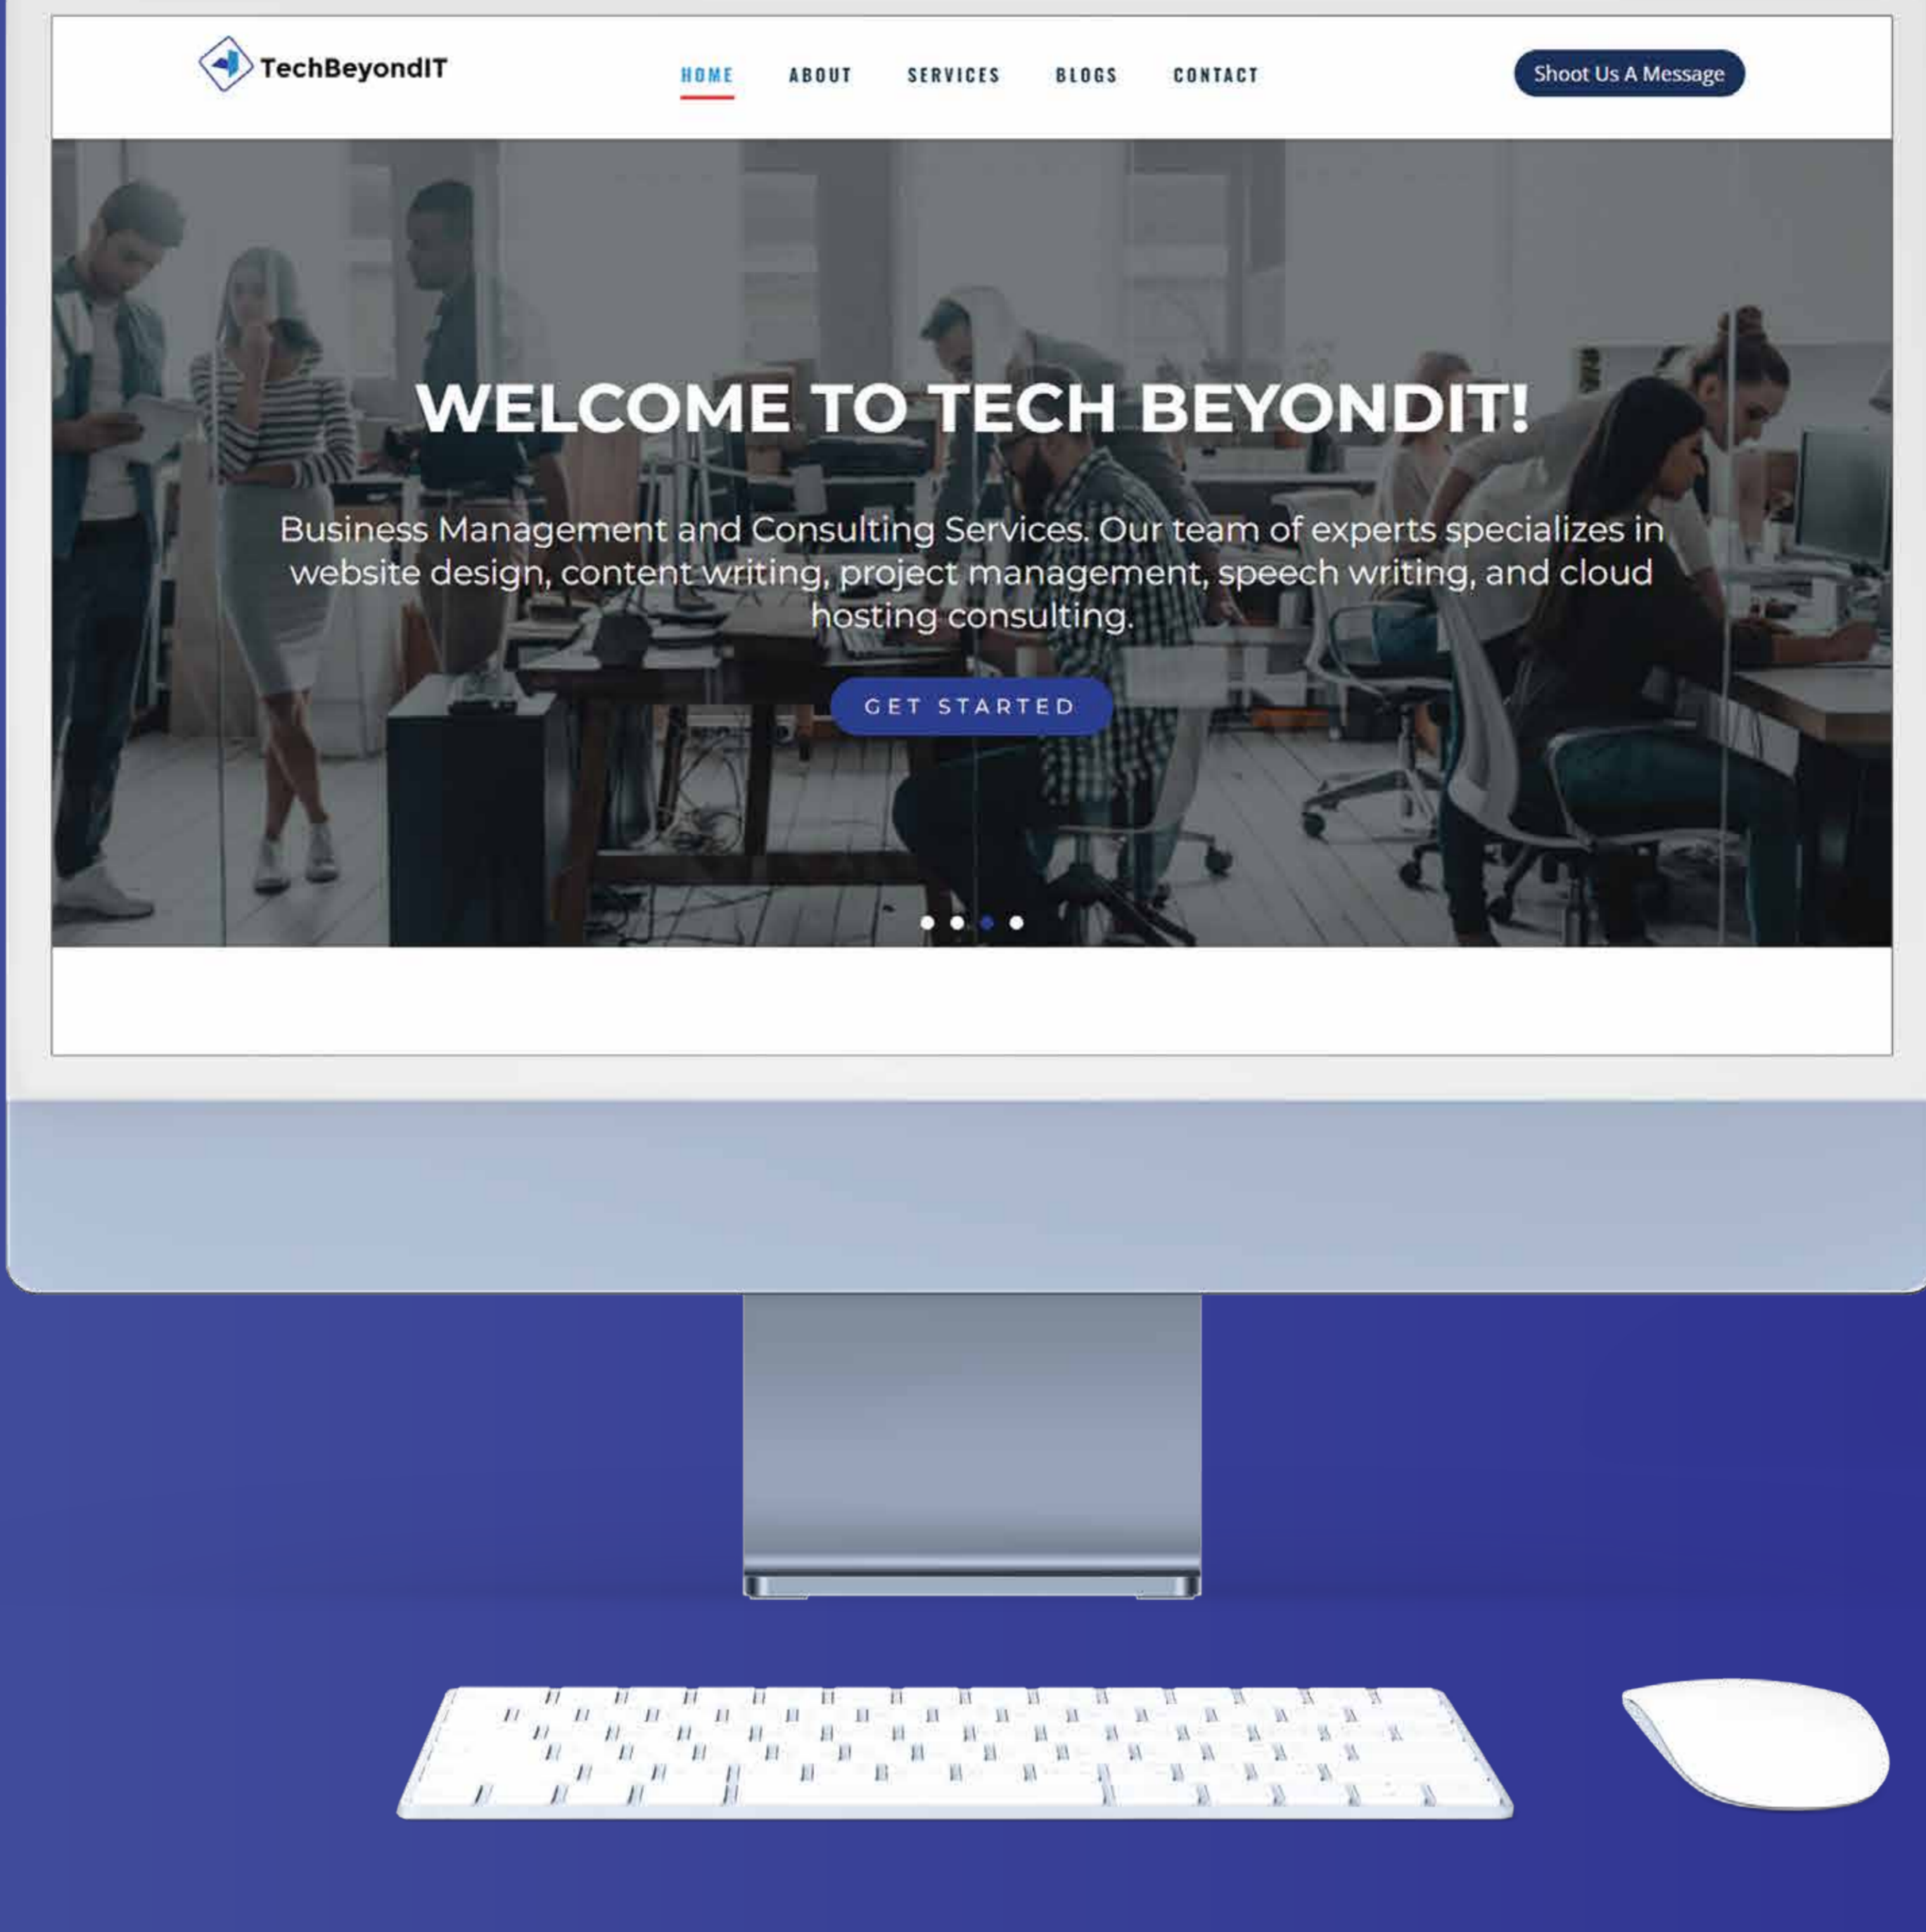 TechBeyondIT
HOME ABOUT SERVICES BLOGS CONTACT
Shoot Us A Message
WELCOME TO TECH BEYONDIT!
Business Management and Consulting Services. Our team of experts specializes in
website design, content writing, project management, speech writing, and cloud
hosting consulting.
GET STARTED